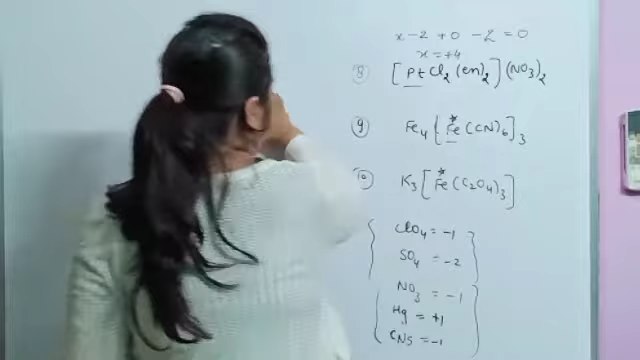 x-2 +0 -2 =0
x=+4
⑧ [PtCl₂(en)₂](NO₃)₂
⑨ Fe₄[Fe*(CN)₆]₃
K₃[Fe*(C₂O₄)₃]
ClO₄ = -1
SO₄ = -2
NO₃ = -1
Hg = +1
CNS = -1